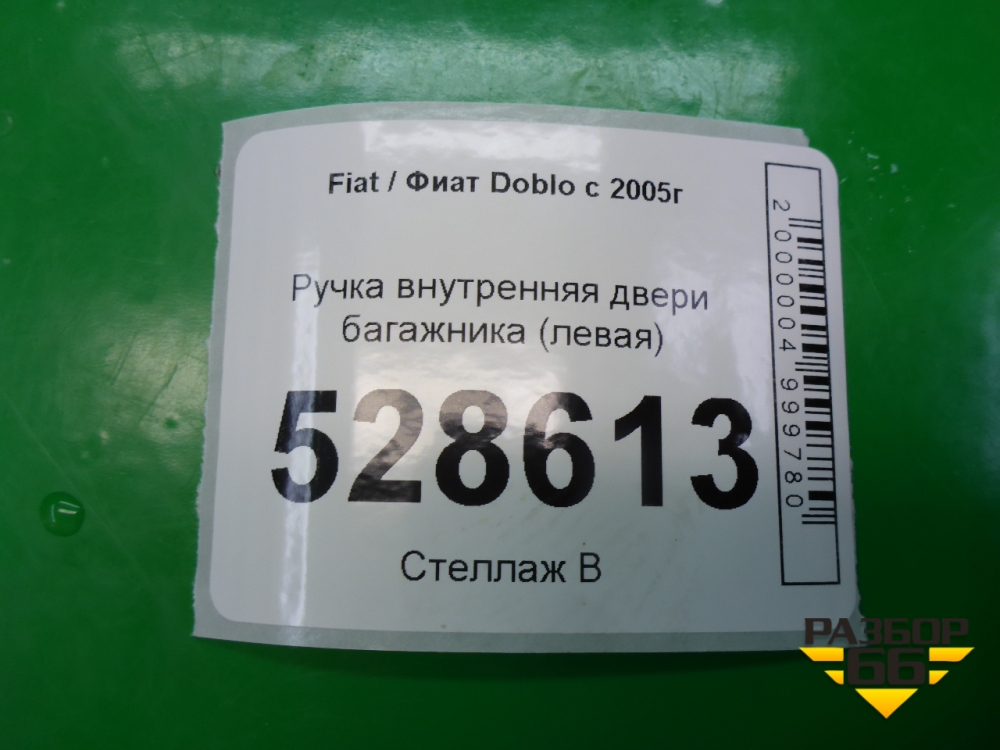 Fiat / Фиат Doblo с 2005г
Ручка внутренняя двери
багажника (левая)
528613
Стеллаж В
2000004999780
РАЗБОР
66